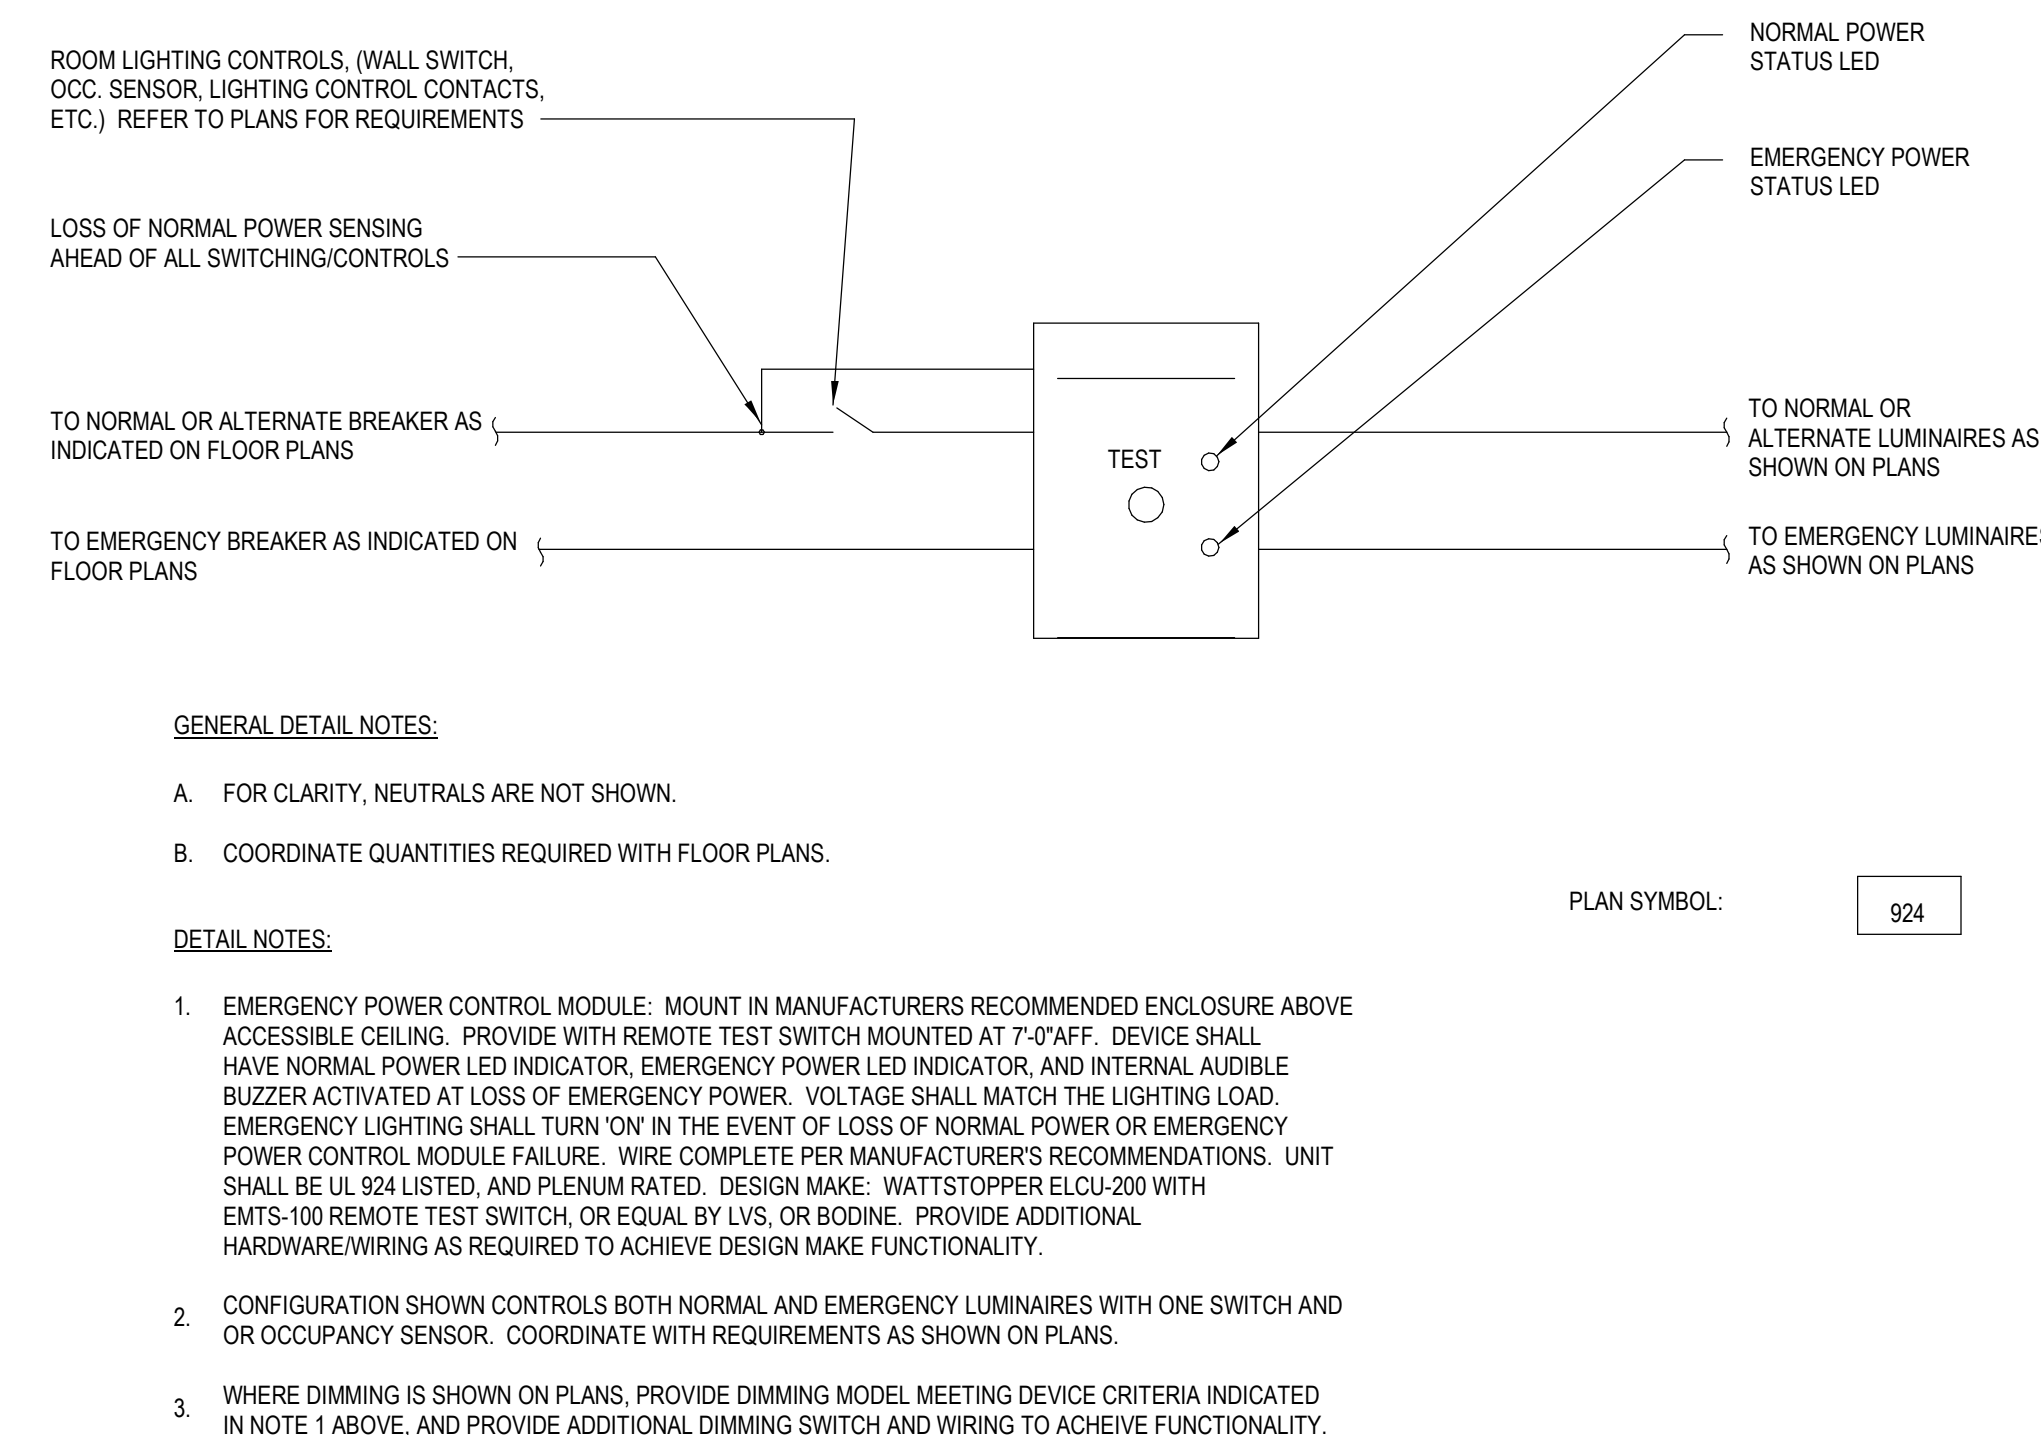 ROOM LIGHTING CONTROLS, (WALL SWITCH,
OCC. SENSOR, LIGHTING CONTROL CONTACTS,
ETC.) REFER TO PLANS FOR REQUIREMENTS
LOSS OF NORMAL POWER SENSING
AHEAD OF ALL SWITCHING/CONTROLS
TO NORMAL OR ALTERNATE BREAKER AS
INDICATED ON FLOOR PLANS
TO EMERGENCY BREAKER AS INDICATED ON
FLOOR PLANS
TEST
NORMAL POWER
STATUS LED
EMERGENCY POWER
STATUS LED
TO NORMAL OR
ALTERNATE LUMINAIRES AS
SHOWN ON PLANS
TO EMERGENCY LUMINAIRES
AS SHOWN ON PLANS
GENERAL DETAIL NOTES:
A. FOR CLARITY, NEUTRALS ARE NOT SHOWN.
B. COORDINATE QUANTITIES REQUIRED WITH FLOOR PLANS.
PLAN SYMBOL:
924
DETAIL NOTES:
1. EMERGENCY POWER CONTROL MODULE: MOUNT IN MANUFACTURERS RECOMMENDED ENCLOSURE ABOVE
ACCESSIBLE CEILING. PROVIDE WITH REMOTE TEST SWITCH MOUNTED AT 7'-0"AFF. DEVICE SHALL
HAVE NORMAL POWER LED INDICATOR, EMERGENCY POWER LED INDICATOR, AND INTERNAL AUDIBLE
BUZZER ACTIVATED AT LOSS OF EMERGENCY POWER. VOLTAGE SHALL MATCH THE LIGHTING LOAD.
EMERGENCY LIGHTING SHALL TURN 'ON' IN THE EVENT OF LOSS OF NORMAL POWER OR EMERGENCY
POWER CONTROL MODULE FAILURE. WIRE COMPLETE PER MANUFACTURER'S RECOMMENDATIONS. UNIT
SHALL BE UL 924 LISTED, AND PLENUM RATED. DESIGN MAKE: WATTSTOPPER ELCU-200 WITH
EMTS-100 REMOTE TEST SWITCH, OR EQUAL BY LVS, OR BODINE. PROVIDE ADDITIONAL
HARDWARE/WIRING AS REQUIRED TO ACHIEVE DESIGN MAKE FUNCTIONALITY.
2. CONFIGURATION SHOWN CONTROLS BOTH NORMAL AND EMERGENCY LUMINAIRES WITH ONE SWITCH AND
OR OCCUPANCY SENSOR. COORDINATE WITH REQUIREMENTS AS SHOWN ON PLANS.
3. WHERE DIMMING IS SHOWN ON PLANS, PROVIDE DIMMING MODEL MEETING DEVICE CRITERIA INDICATED
IN NOTE 1 ABOVE, AND PROVIDE ADDITIONAL DIMMING SWITCH AND WIRING TO ACHEIVE FUNCTIONALITY.